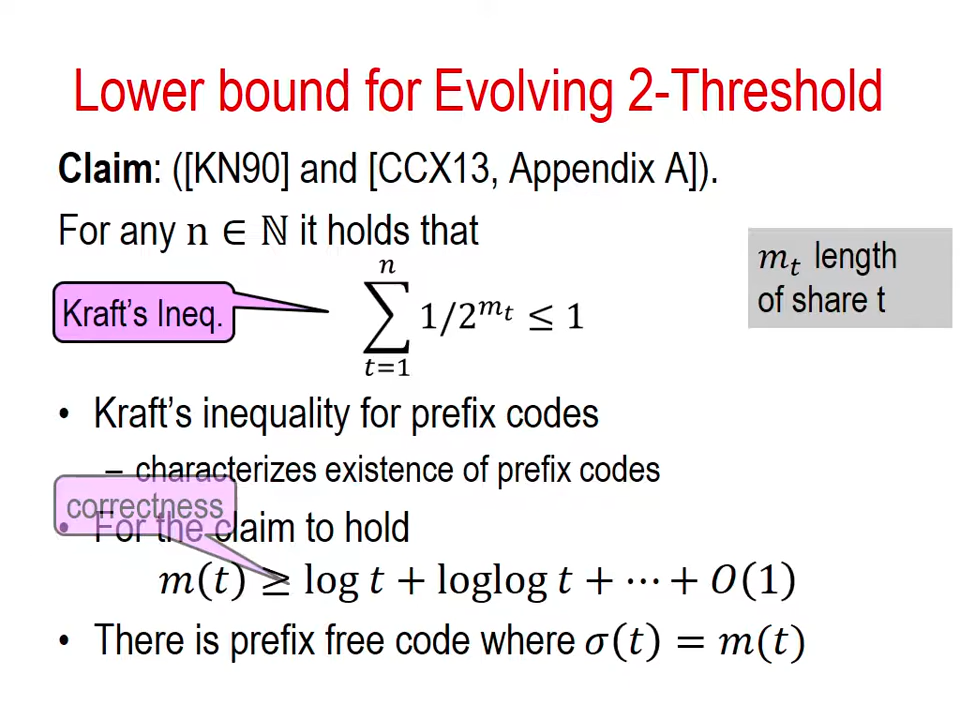 Lower bound for Evolving 2-Threshold
Claim: ([KN90] and [CCX13, Appendix A]).
For any n ∈ ℕ it holds that
m_t length
of share t
Kraft's Ineq.
∑_{t=1}^{n} 1/2^{m_t} ≤ 1
• Kraft's inequality for prefix codes
– characterizes existence of prefix codes
correctness
• For the claim to hold
m(t) ≥ log t + loglog t + ⋯ + O(1)
• There is prefix free code where σ(t) = m(t)